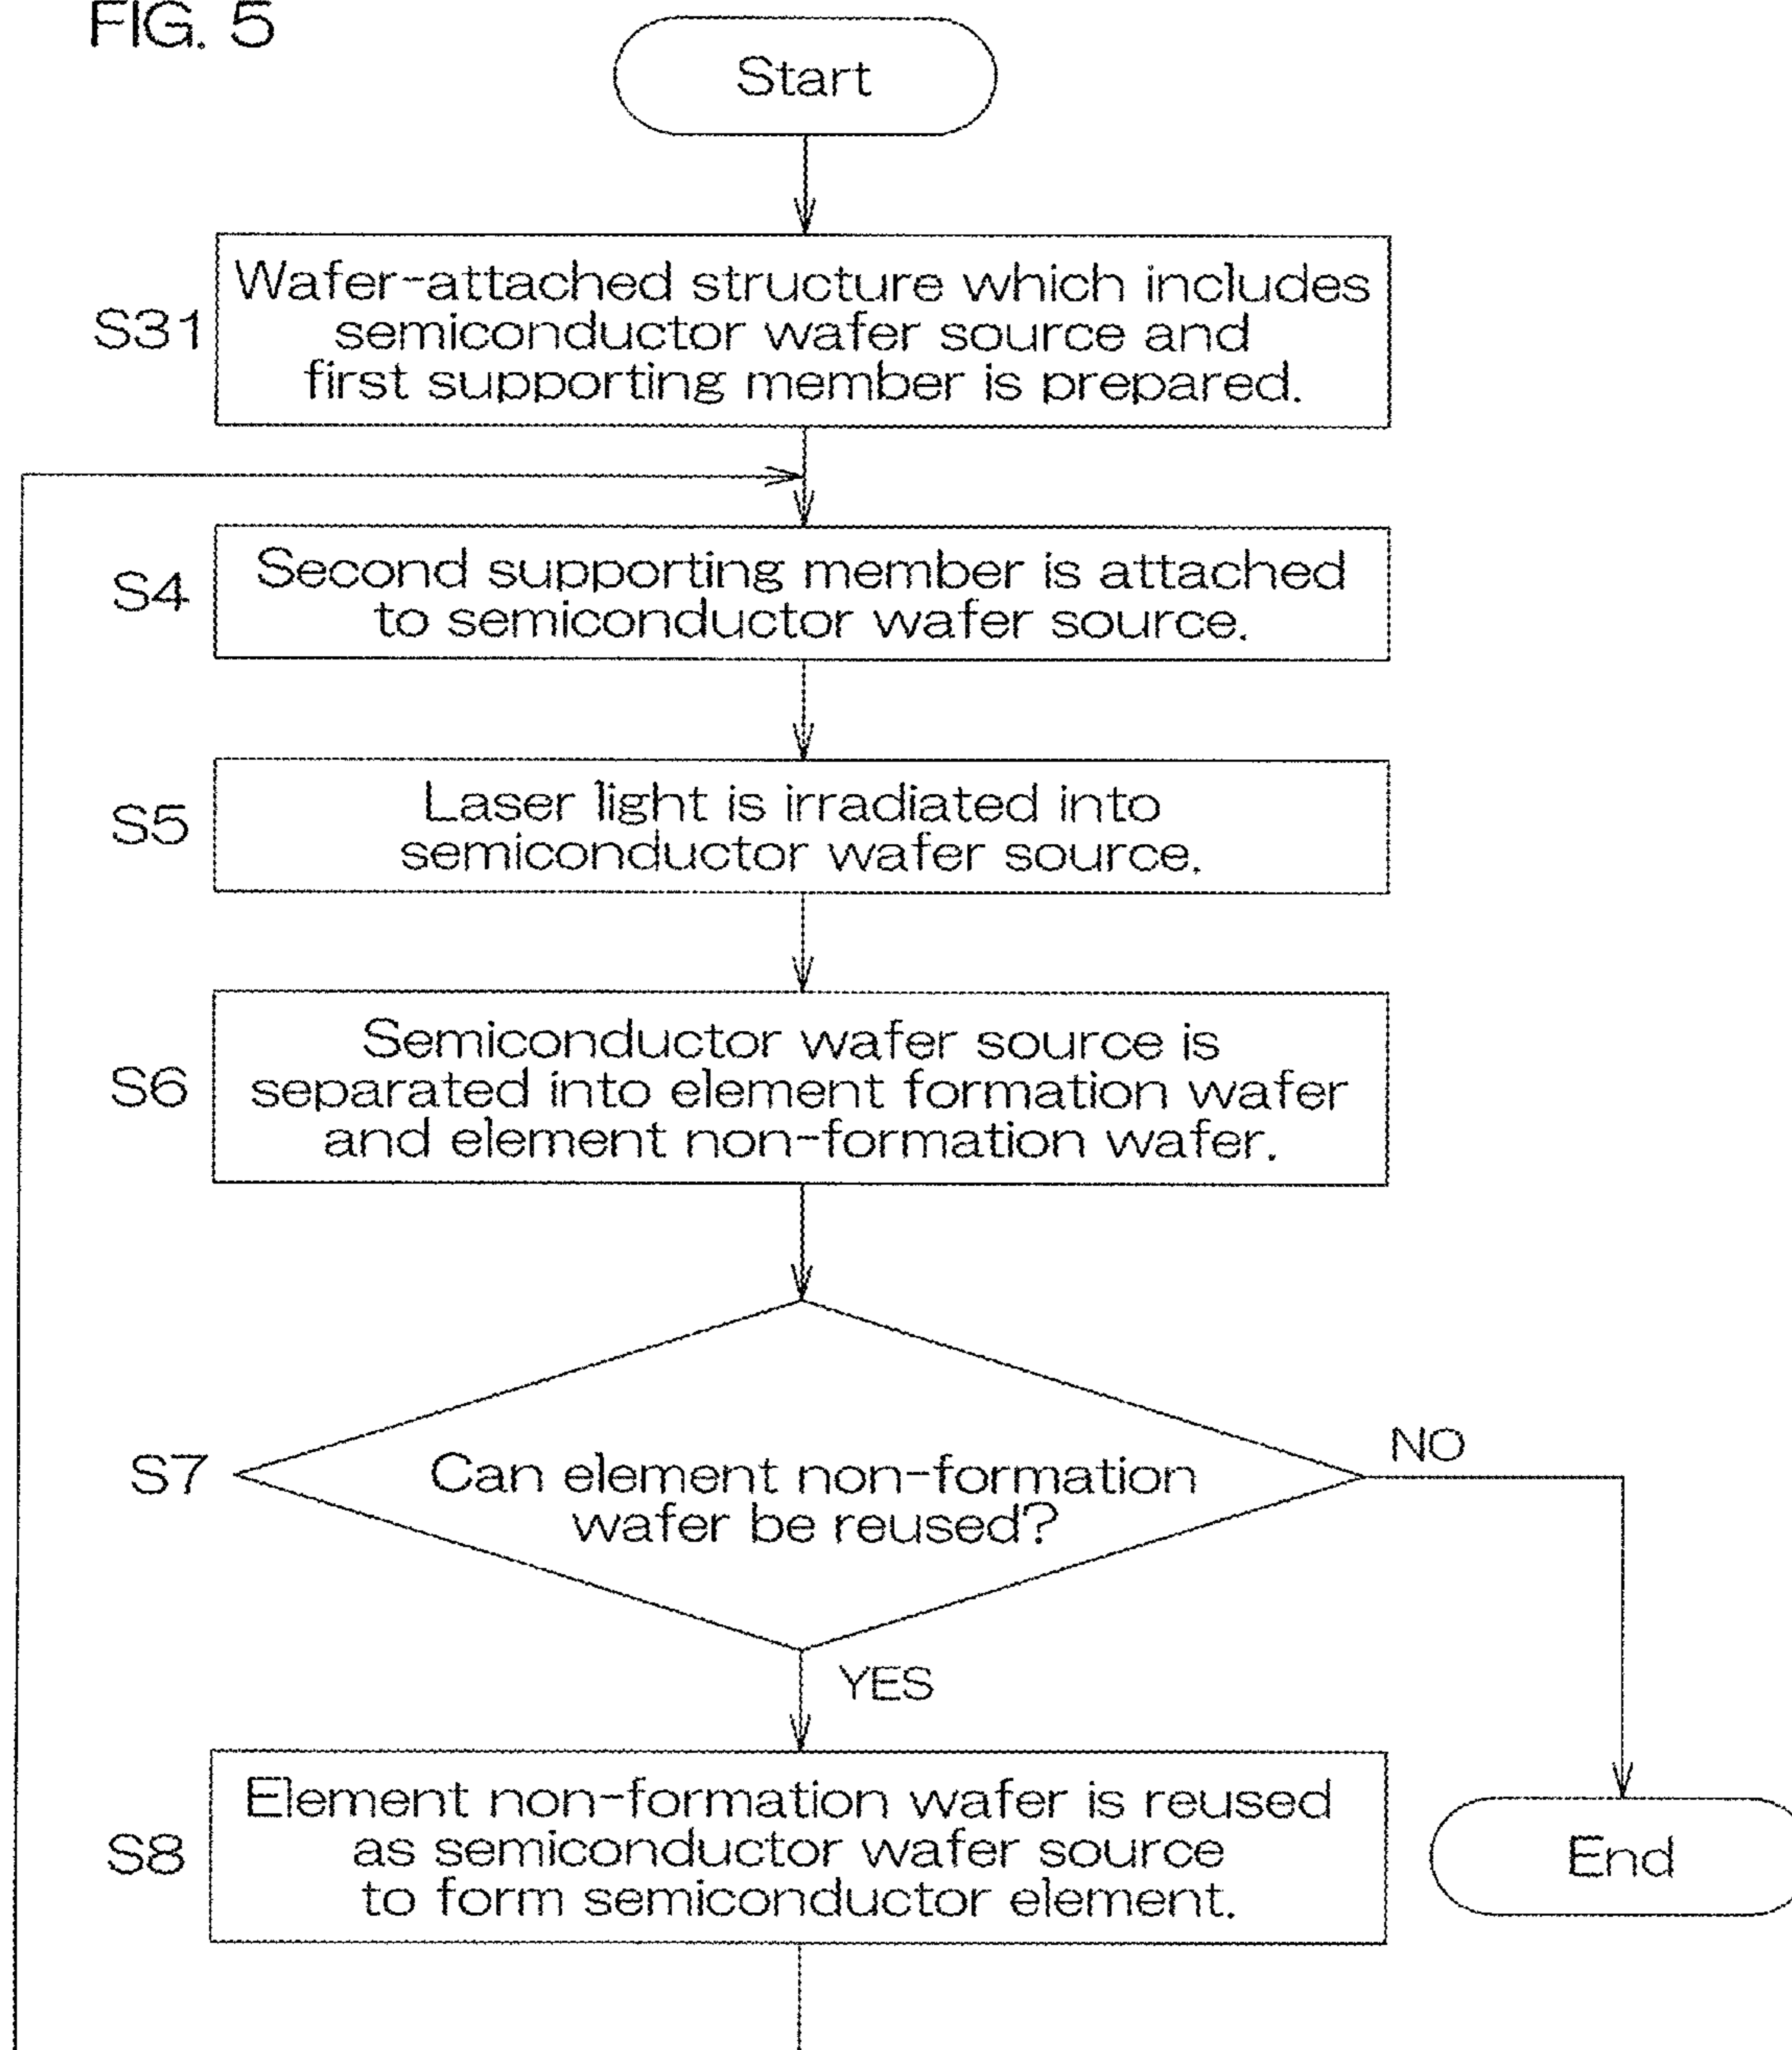 FIG. 5
Start
S31
Wafer-attached structure which includes
semiconductor wafer source and
first supporting member is prepared.
S4
Second supporting member is attached
to semiconductor wafer source.
S5
Laser light is irradiated into
semiconductor wafer source.
S6
Semiconductor wafer source is
separated into element formation wafer
and element non-formation wafer.
S7
Can element non-formation
wafer be reused?
NO
YES
S8
Element non-formation wafer is reused
as semiconductor wafer source
to form semiconductor element.
End